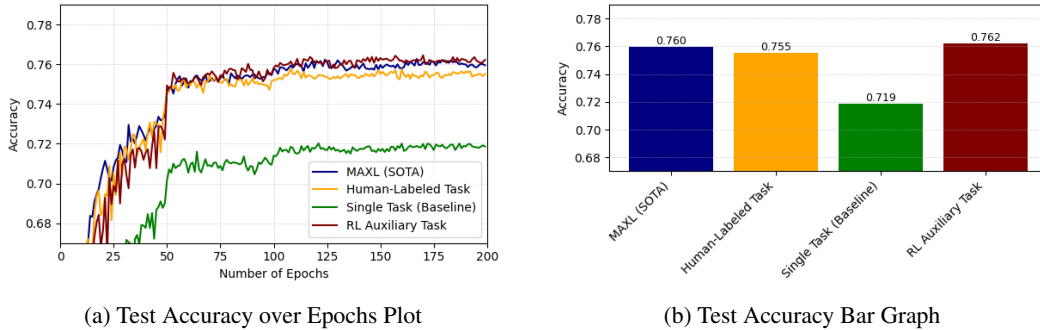 0.78
0.76
0.74
0.72
0.70
0.68
Accuracy
0 25 50 75 100 125 150 175 200
Number of Epochs
MAXL (SOTA)
Human-Labeled Task
Single Task (Baseline)
RL Auxiliary Task
(a) Test Accuracy over Epochs Plot
0.78
0.76
0.74
0.72
0.70
0.68
Accuracy
0.760
0.755
0.719
0.762
MAXL (SOTA)
Human-Labeled Task
Single Task (Baseline)
RL Auxiliary Task
(b) Test Accuracy Bar Graph